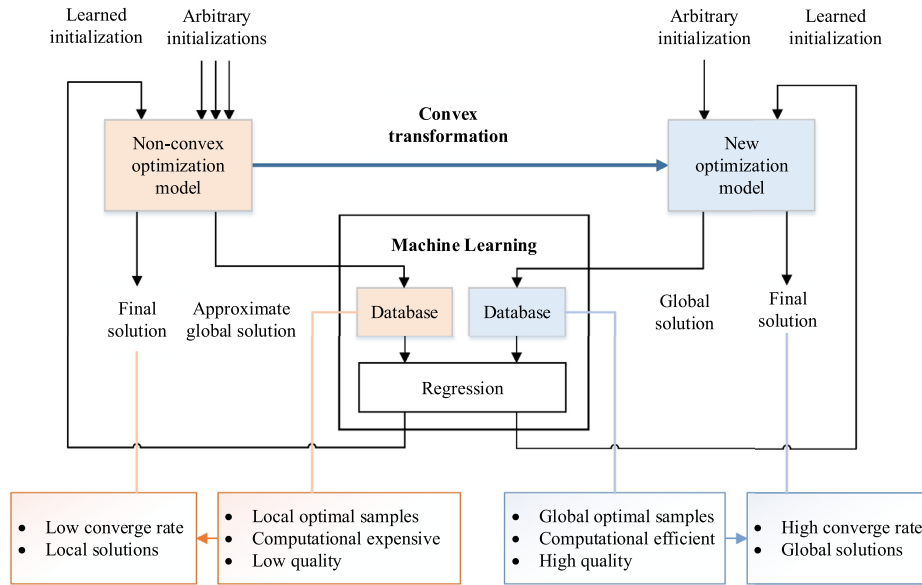 Learned
initialization
Arbitrary
initializations
Arbitrary
initialization
Learned
initialization
Convex
transformation
Non-convex
optimization
model
New
optimization
model
Machine Learning
Final
solution
Approximate
global solution
Database
Database
Global
solution
Final
solution
Regression
• Low converge rate
• Local solutions
• Local optimal samples
• Computational expensive
• Low quality
• Global optimal samples
• Computational efficient
• High quality
• High converge rate
• Global solutions